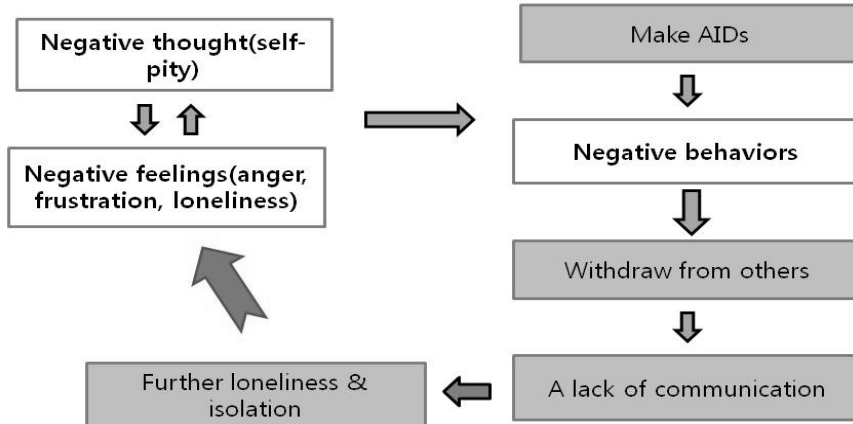 Negative thought(self-
pity)
Negative feelings(anger,
frustration, loneliness)
Make AIDs
Negative behaviors
Withdraw from others
A lack of communication
Further loneliness &
isolation